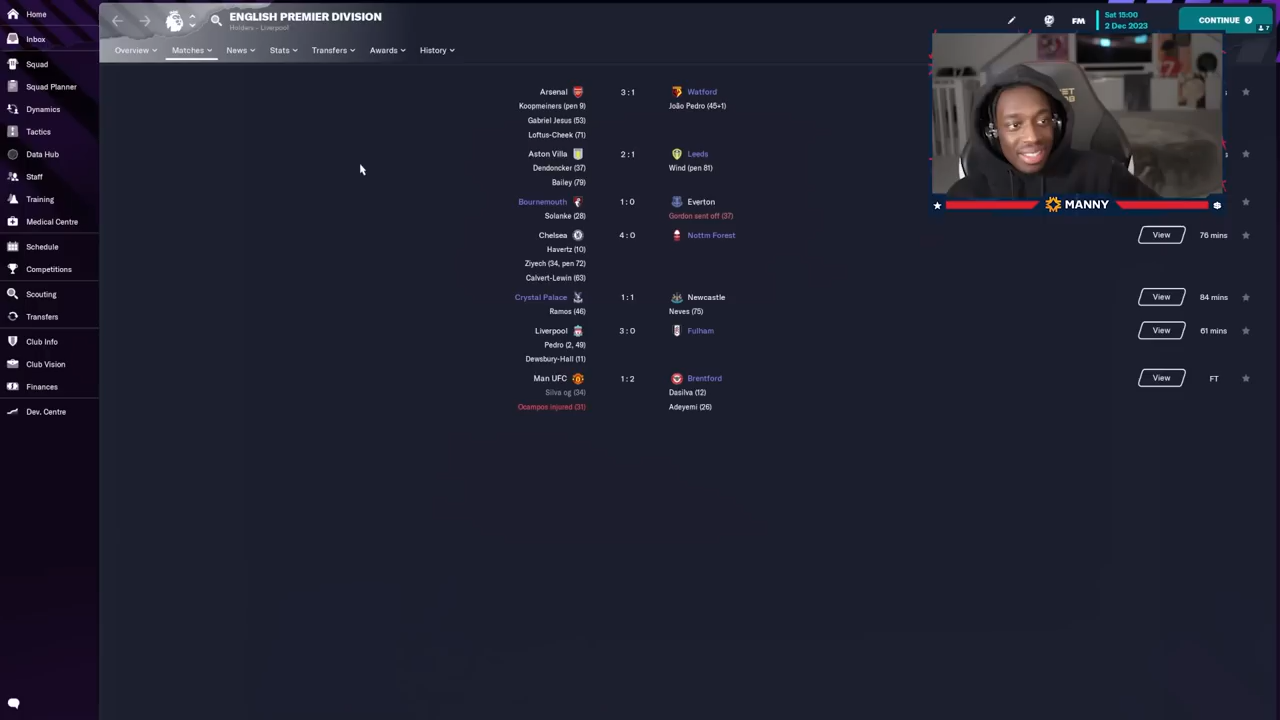 Home
Inbox
Squad
Squad Planner
Dynamics
Tactics
Data Hub
Staff
Training
Medical Centre
Schedule
Competitions
Scouting
Transfers
Club Info
Club Vision
Finances
Dev. Centre
ENGLISH PREMIER DIVISION
Holders - Liverpool
FM
Sat 15:00
2 Dec 2023
CONTINUE
7
Overview Matches News Stats Transfers Awards History
MANNY
Arsenal 3 : 1 Watford
Koopmeiners (pen 9) João Pedro (45+1)
Gabriel Jesus (53)
Loftus-Cheek (71)
Aston Villa 2 : 1 Leeds
Dendoncker (37) Wind (pen 81)
Bailey (79)
Bournemouth 1 : 0 Everton
Solanke (28) Gordon sent off (37)
Chelsea 4 : 0 Nottm Forest View 76 mins
Havertz (10)
Ziyech (34, pen 72)
Calvert-Lewin (63)
Crystal Palace 1 : 1 Newcastle View 84 mins
Ramos (46) Neves (75)
Liverpool 3 : 0 Fulham View 61 mins
Pedro (2, 49)
Dewsbury-Hall (11)
Man UFC 1 : 2 Brentford View FT
Silva og (34) Dasilva (12)
Ocampos injured (31) Adeyemi (26)